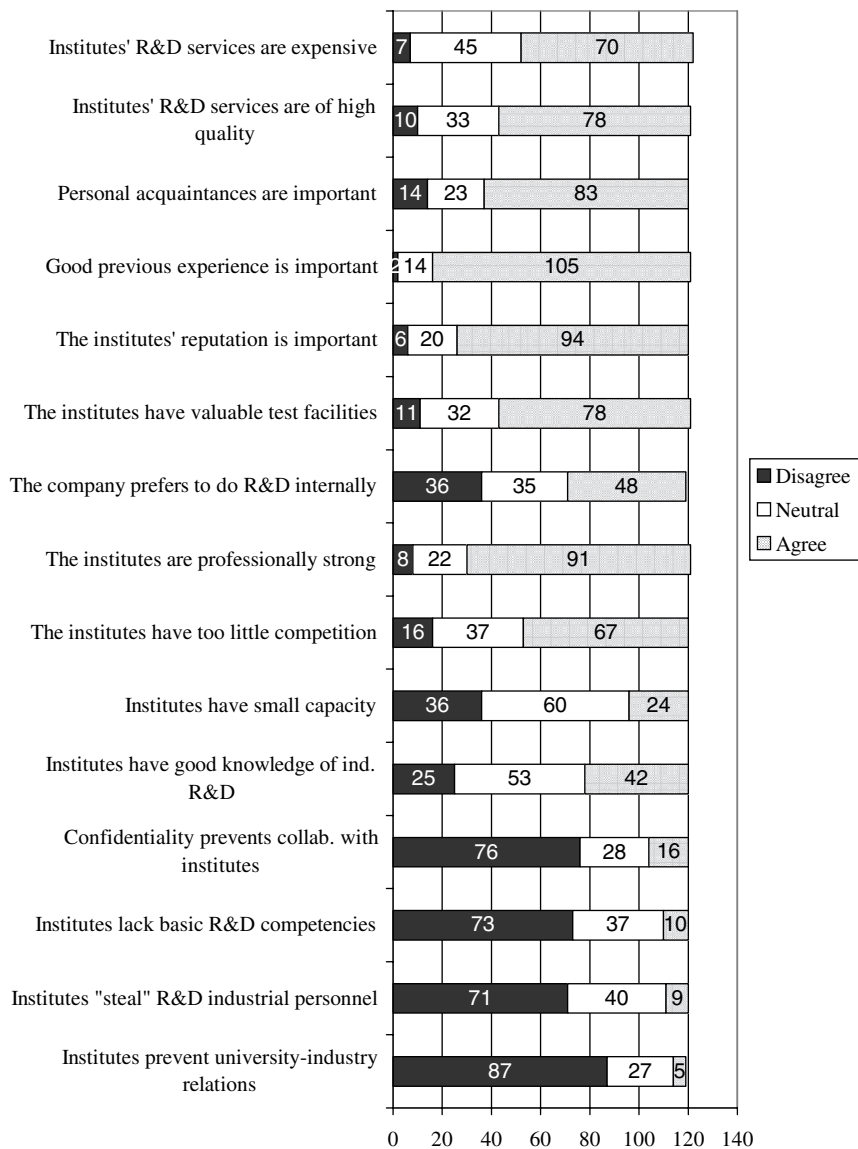 Institutes' R&D services are expensive
7 45 70
Institutes' R&D services are of high
quality
10 33 78
Personal acquaintances are important
14 23 83
Good previous experience is important
2 14 105
The institutes' reputation is important
6 20 94
The institutes have valuable test facilities
11 32 78
The company prefers to do R&D internally
36 35 48
The institutes are professionally strong
8 22 91
The institutes have too little competition
16 37 67
Institutes have small capacity
36 60 24
Institutes have good knowledge of ind.
R&D
25 53 42
Confidentiality prevents collab. with
institutes
76 28 16
Institutes lack basic R&D competencies
73 37 10
Institutes "steal" R&D industrial personnel
71 40 9
Institutes prevent university-industry
relations
87 27 5
0 20 40 60 80 100 120 140
Disagree
Neutral
Agree